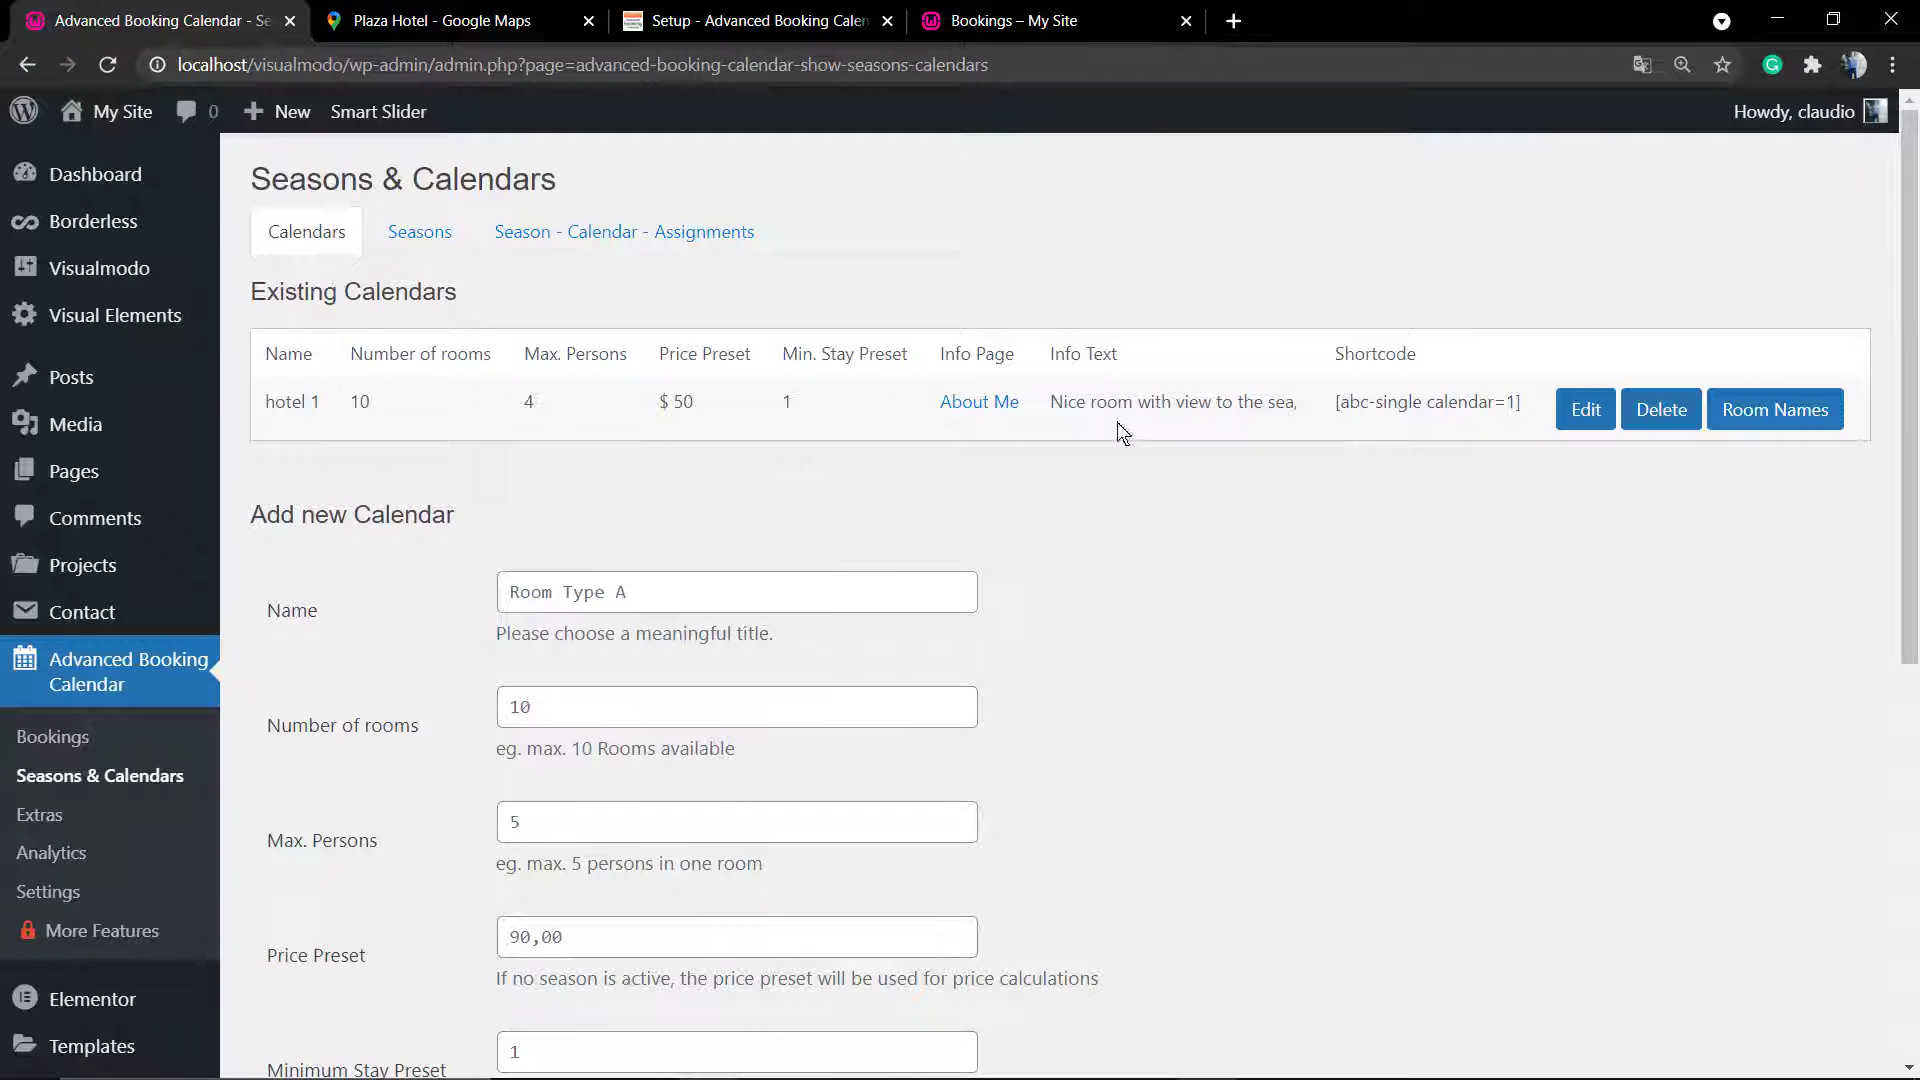 Advanced Booking Calendar - Se
Plaza Hotel - Google Maps
Setup - Advanced Booking Calen
Bookings – My Site
localhost/visualmodo/wp-admin/admin.php?page=advanced-booking-calendar-show-seasons-calendars
My Site
0
New
Smart Slider
Howdy, claudio
Dashboard
Borderless
Visualmodo
Visual Elements
Posts
Media
Pages
Comments
Projects
Contact
Advanced Booking
Calendar
Bookings
Seasons & Calendars
Extras
Analytics
Settings
More Features
Elementor
Templates
Seasons & Calendars
Calendars
Seasons
Season - Calendar - Assignments
Existing Calendars
Name Number of rooms Max. Persons Price Preset Min. Stay Preset Info Page Info Text Shortcode
hotel 1 10 4 $ 50 1 About Me Nice room with view to the sea, [abc-single calendar=1] Edit Delete Room Names
Add new Calendar
Name
Room Type A
Please choose a meaningful title.
Number of rooms
10
eg. max. 10 Rooms available
Max. Persons
5
eg. max. 5 persons in one room
Price Preset
90,00
If no season is active, the price preset will be used for price calculations
Minimum Stay Preset
1